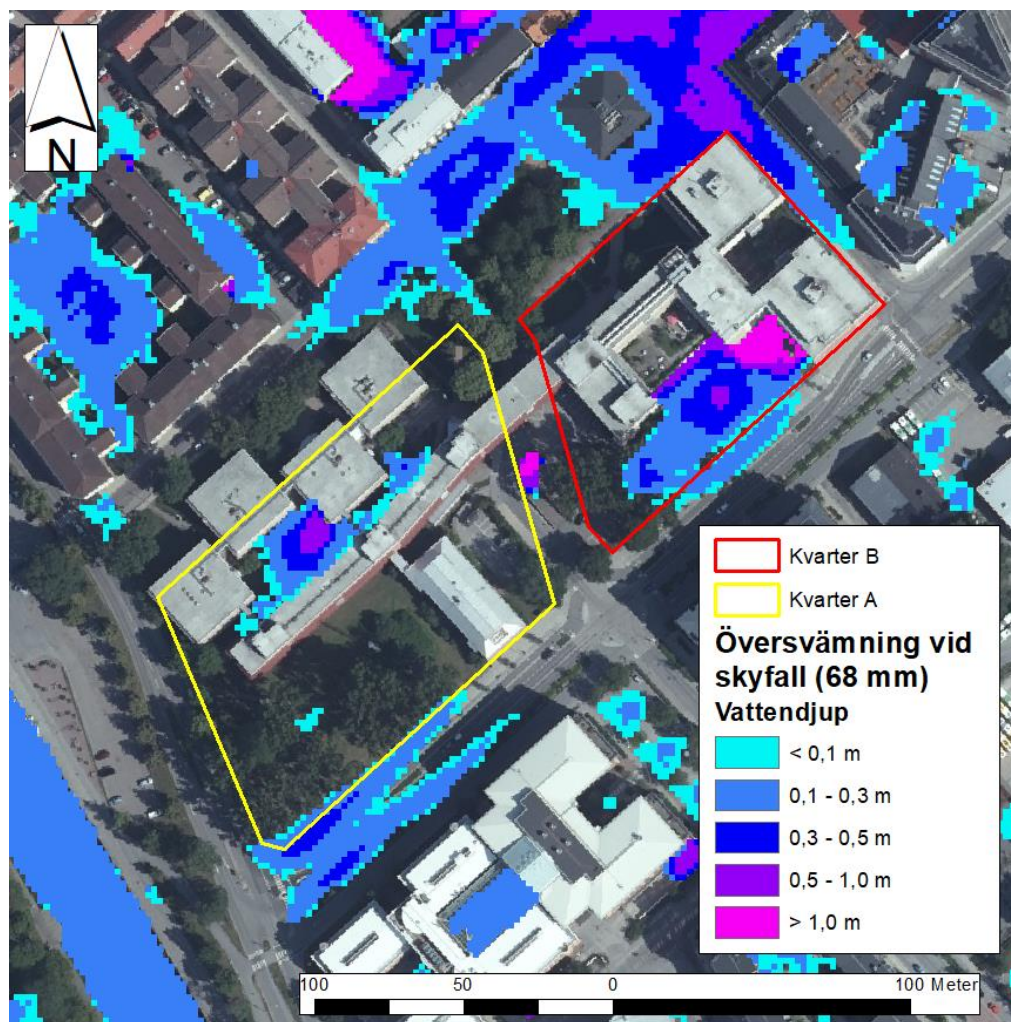 N
Kvarter B
Kvarter A
Översvämning vid
skyfall (68 mm)
Vattendjup
< 0,1 m
0,1 - 0,3 m
0,3 - 0,5 m
0,5 - 1,0 m
> 1,0 m
100 50 0 100 Meter